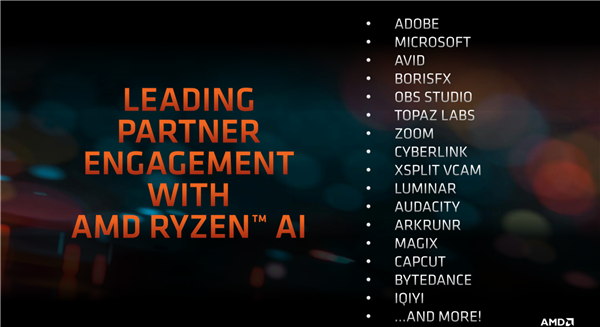 LEADING
PARTNER
ENGAGEMENT
WITH
AMD RYZEN™ AI
• ADOBE
• MICROSOFT
• AVID
• BORISFX
• OBS STUDIO
• TOPAZ LABS
• ZOOM
• CYBERLINK
• XSPLIT VCAM
• LUMINAR
• AUDACITY
• ARKRUNR
• MAGIX
• CAPCUT
• BYTEDANCE
• IQIYI
• ...AND MORE!
AMD